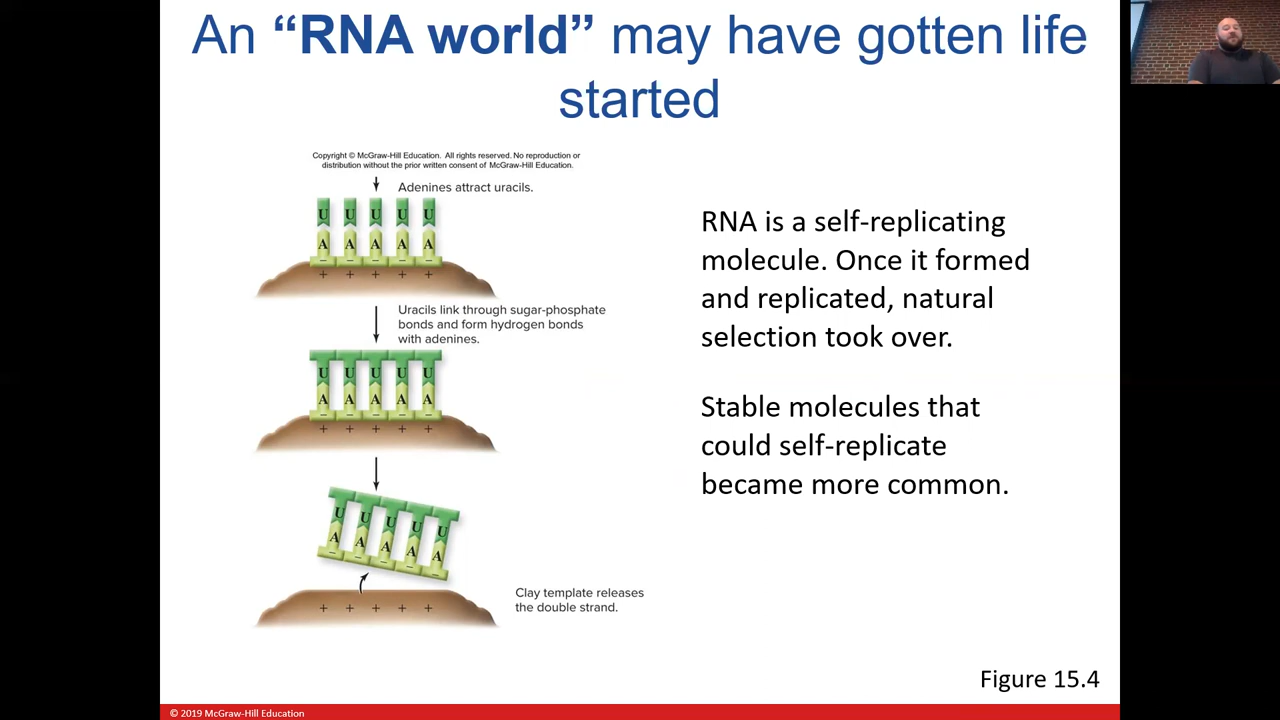 An “RNA world” may have gotten life
started
Copyright © McGraw-Hill Education. All rights reserved. No reproduction or
distribution without the prior written consent of McGraw-Hill Education.
Adenines attract uracils.
U U U U U
A A A A A
+ + + + +
Uracils link through sugar-phosphate
bonds and form hydrogen bonds
with adenines.
U U U U U
A A A A A
– – – – –
+ + + + +
U U U U U
A A A A A
– – – – –
Clay template releases
the double strand.
+ + + + +
RNA is a self-replicating
molecule. Once it formed
and replicated, natural
selection took over.
Stable molecules that
could self-replicate
became more common.
Figure 15.4
© 2019 McGraw-Hill Education